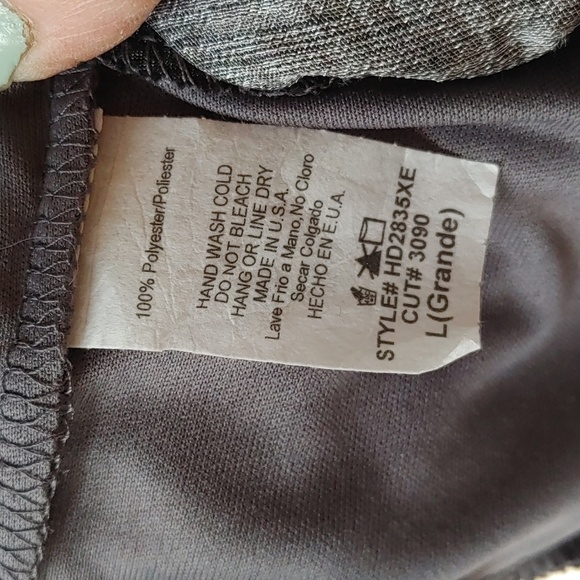 100% Polyester/Poliester
HAND WASH COLD
DO NOT BLEACH
HANG OR LINE DRY
MADE IN U.S.A.
Lave Frio a Mano,No Cloro
Secar Colgado
HECHO EN E.U.A.
STYLE# HD2835XE
CUT# 3090
L(Grande)